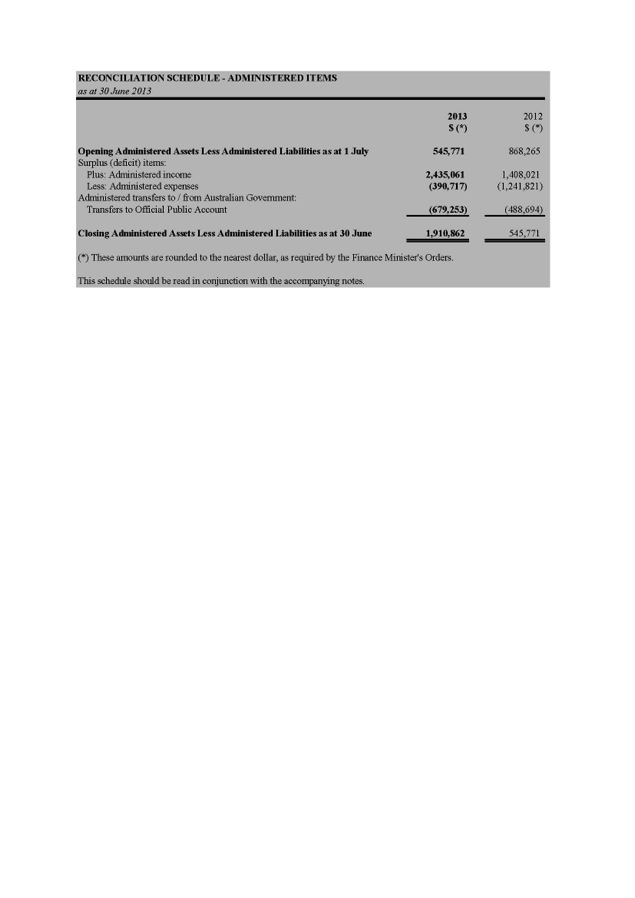 RECONCILIATION SCHEDULE - ADMINISTERED ITEMS
as at 30 June 2013
2013 2012
$ (*) $ (*)
Opening Administered Assets Less Administered Liabilities as at 1 July 545,771 868,265
Surplus (deficit) items:
Plus: Administered income 2,435,061 1,408,021
Less: Administered expenses (390,717) (1,241,821)
Administered transfers to / from Australian Government:
Transfers to Official Public Account (679,253) (488,694)
Closing Administered Assets Less Administered Liabilities as at 30 June 1,910,862 545,771
(*) These amounts are rounded to the nearest dollar, as required by the Finance Minister's Orders.
This schedule should be read in conjunction with the accompanying notes.